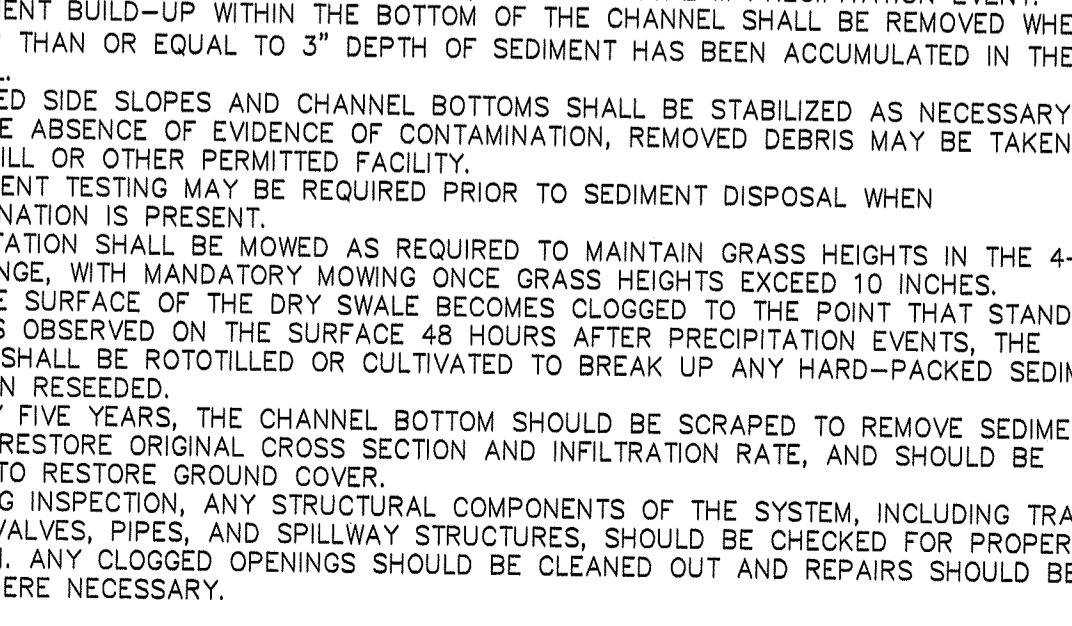 ENT BUILD-UP WITHIN THE BOTTOM OF THE CHANNEL SHALL BE REMOVED WHE
THAN OR EQUAL TO 3" DEPTH OF SEDIMENT HAS BEEN ACCUMULATED IN THE
L.
ED SIDE SLOPES AND CHANNEL BOTTOMS SHALL BE STABILIZED AS NECESSARY
E ABSENCE OF EVIDENCE OF CONTAMINATION, REMOVED DEBRIS MAY BE TAKEN
ILL OR OTHER PERMITTED FACILITY.
ENT TESTING MAY BE REQUIRED PRIOR TO SEDIMENT DISPOSAL WHEN
NATION IS PRESENT.
TATION SHALL BE MOWED AS REQUIRED TO MAINTAIN GRASS HEIGHTS IN THE 4-
NGE, WITH MANDATORY MOWING ONCE GRASS HEIGHTS EXCEED 10 INCHES.
E SURFACE OF THE DRY SWALE BECOMES CLOGGED TO THE POINT THAT STAND
S OBSERVED ON THE SURFACE 48 HOURS AFTER PRECIPITATION EVENTS, THE
SHALL BE ROTOTILLED OR CULTIVATED TO BREAK UP ANY HARD-PACKED SEDIM
N RESEEDED.
Y FIVE YEARS, THE CHANNEL BOTTOM SHOULD BE SCRAPED TO REMOVE SEDIME
RESTORE ORIGINAL CROSS SECTION AND INFILTRATION RATE, AND SHOULD BE
TO RESTORE GROUND COVER.
G INSPECTION, ANY STRUCTURAL COMPONENTS OF THE SYSTEM, INCLUDING TRA
VALVES, PIPES, AND SPILLWAY STRUCTURES, SHOULD BE CHECKED FOR PROPER
N. ANY CLOGGED OPENINGS SHOULD BE CLEANED OUT AND REPAIRS SHOULD BE
ERE NECESSARY.